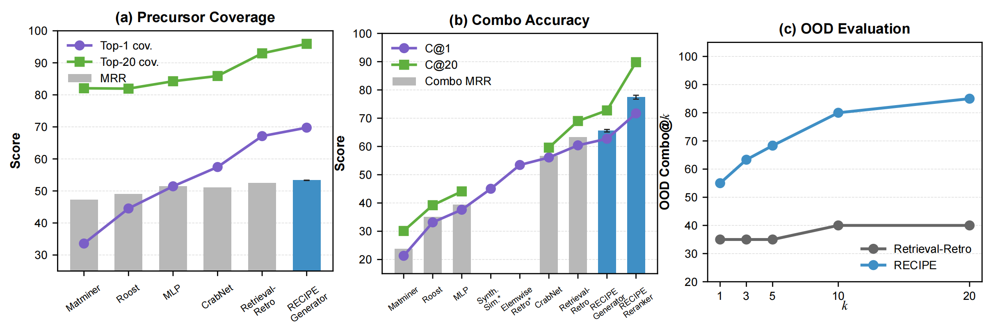 (a) Precursor Coverage
Score
100
90
80
70
60
50
40
30
Top-1 cov.
Top-20 cov.
MRR
Matminer
Roost
MLP
CrabNet
Retrieval-
Retro
RECIPE
Generator
(b) Combo Accuracy
Score
100
90
80
70
60
50
40
30
20
C@1
C@20
Combo MRR
Matminer
Roost
MLP
Synth.
Sim.*
Elemwise
Retro*
CrabNet
Retrieval-
Retro
RECIPE
Generator
RECIPE
Reranker
(c) OOD Evaluation
OOD Combo@k
100
90
80
70
60
50
40
30
20
Retrieval-Retro
RECIPE
1
3
5
10
20
k